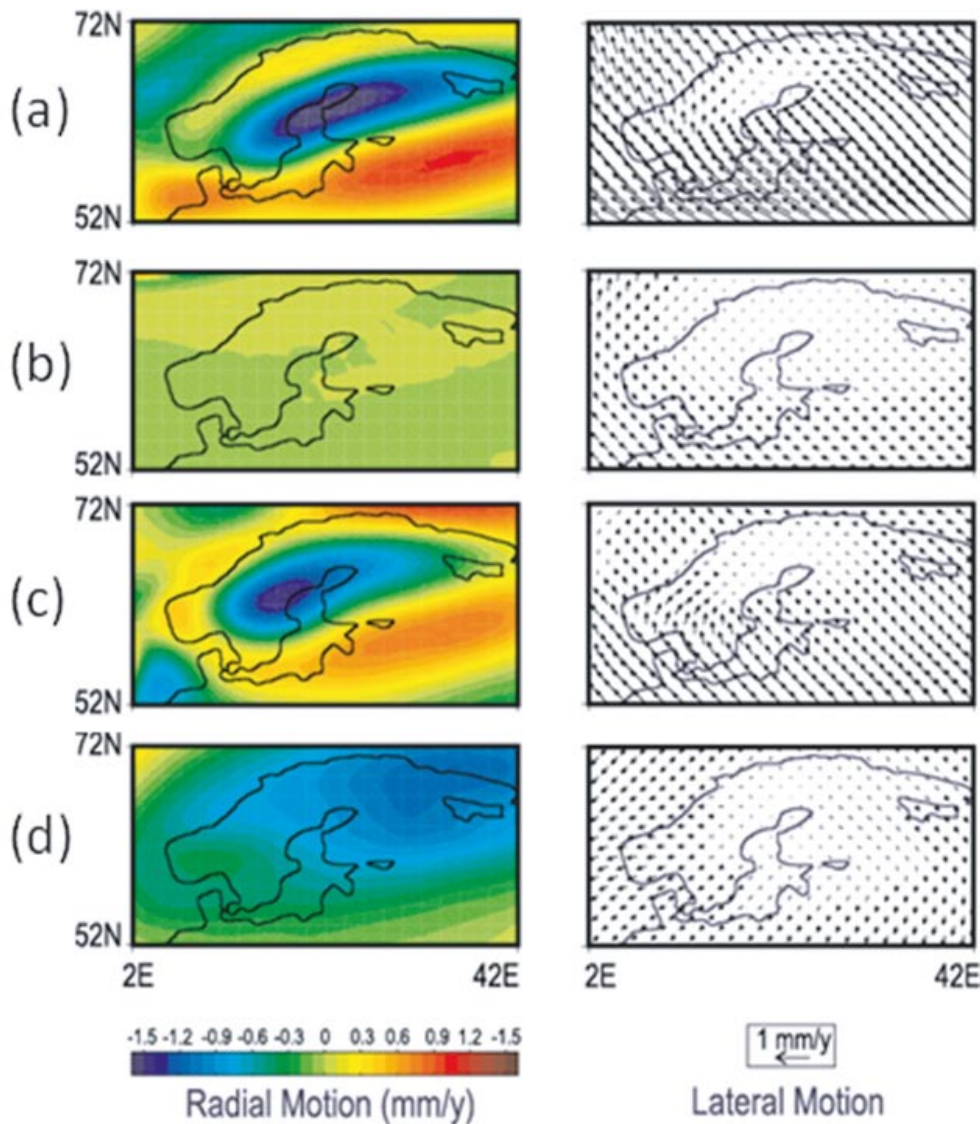 72N
(a)
52N
72N
(b)
52N
72N
(c)
52N
72N
(d)
52N
2E 42E 2E 42E
-1.5 -1.2 -0.9 -0.6 -0.3 0 0.3 0.6 0.9 1.2 -1.5
1 mm/y
Radial Motion (mm/y) Lateral Motion